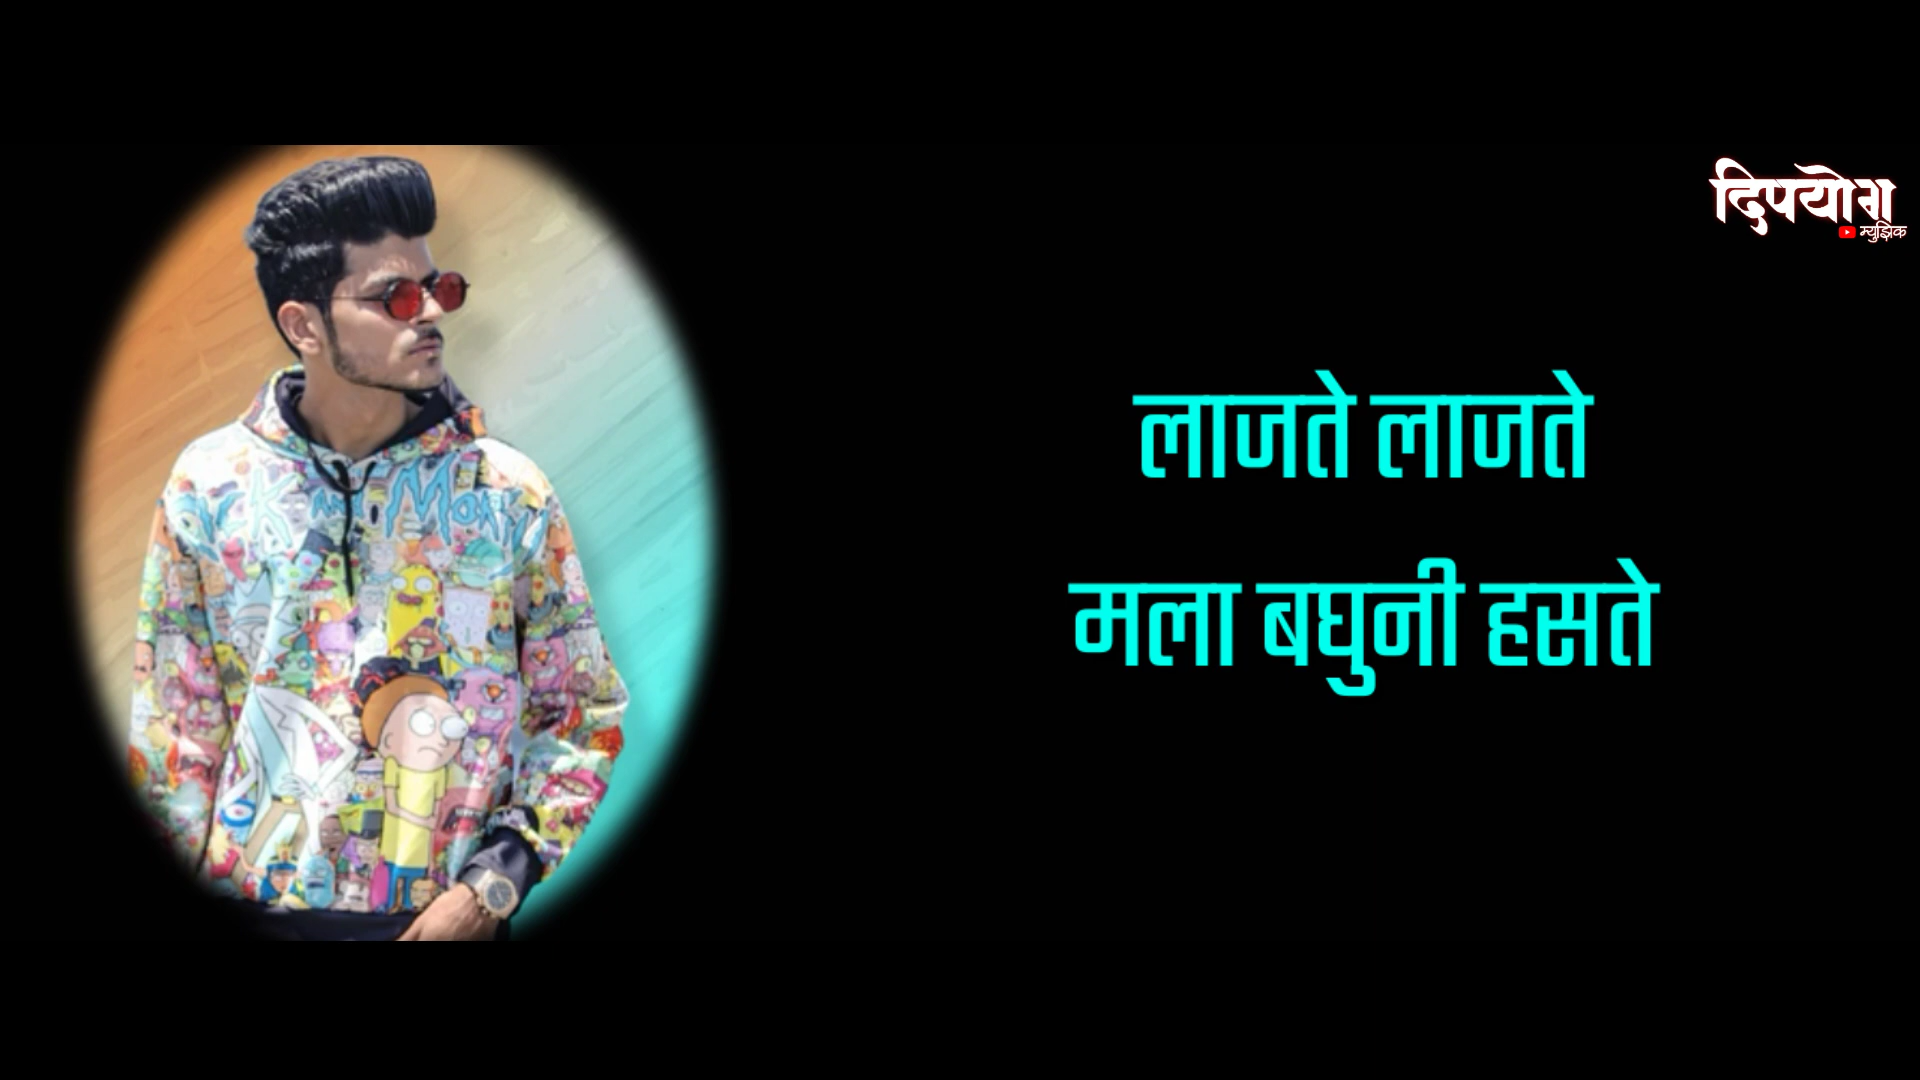 दिपयोग
म्युझिक
लाजते लाजते
मला बघुनी हसते